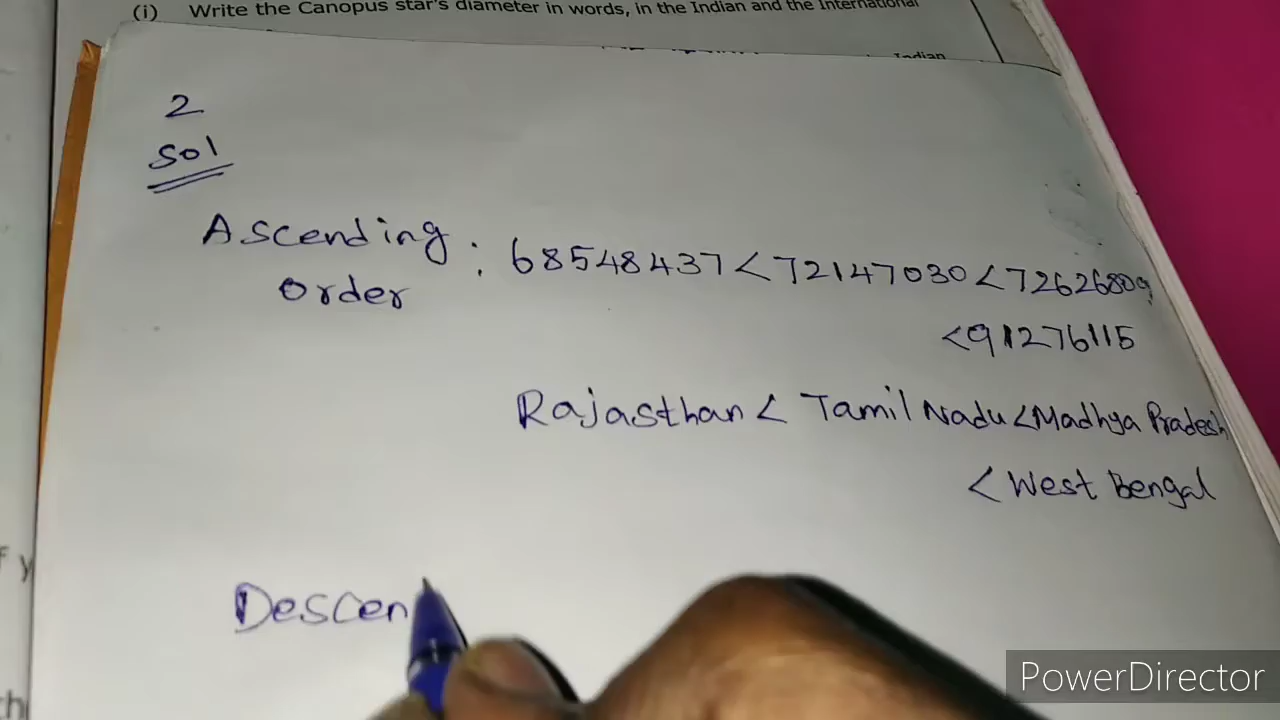 (i) Write the Canopus star's diameter in words, in the Indian and the International
Indian
2
Sol
Ascending : 68548437 < 72147030 < 72626809
order
< 91276115
Rajasthan < Tamil Nadu < Madhya Pradesh
< West Bengal
Descen
PowerDirector